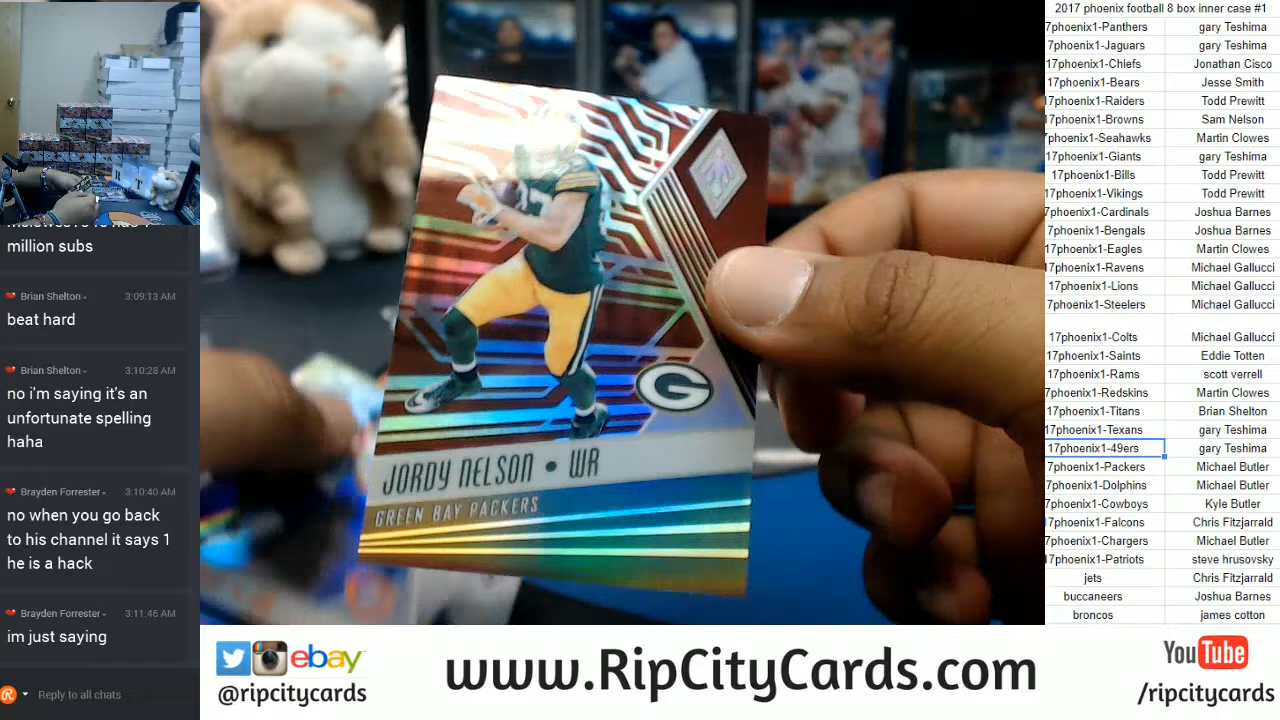 million subs
Brian Shelton 3:09:13 AM
beat hard
Brian Shelton 3:10:28 AM
no i'm saying it's an
unfortunate spelling
haha
Brayden Forrester 3:10:40 AM
no when you go back
to his channel it says 1
he is a hack
Brayden Forrester 3:11:46 AM
im just saying
Reply to all chats
JORDY NELSON • WR
GREEN BAY PACKERS
G
2017 phoenix football 8 box inner case #1
7phoenix1-Panthers gary Teshima
7phoenix1-Jaguars gary Teshima
17phoenix1-Chiefs Jonathan Cisco
17phoenix1-Bears Jesse Smith
17phoenix1-Raiders Todd Prewitt
17phoenix1-Browns Sam Nelson
7phoenix1-Seahawks Martin Clowes
17phoenix1-Giants gary Teshima
17phoenix1-Bills Todd Prewitt
17phoenix1-Vikings Todd Prewitt
7phoenix1-Cardinals Joshua Barnes
7phoenix1-Bengals Joshua Barnes
17phoenix1-Eagles Martin Clowes
17phoenix1-Ravens Michael Gallucci
17phoenix1-Lions Michael Gallucci
7phoenix1-Steelers Michael Gallucci
17phoenix1-Colts Michael Gallucci
17phoenix1-Saints Eddie Totten
17phoenix1-Rams scott verrell
7phoenix1-Redskins Martin Clowes
17phoenix1-Titans Brian Shelton
17phoenix1-Texans gary Teshima
17phoenix1-49ers gary Teshima
7phoenix1-Packers Michael Butler
7phoenix1-Dolphins Michael Butler
7phoenix1-Cowboys Kyle Butler
17phoenix1-Falcons Chris Fitzjarrald
7phoenix1-Chargers Michael Butler
17phoenix1-Patriots steve hrusovsky
jets Chris Fitzjarrald
buccaneers Joshua Barnes
broncos james cotton
ebay
@ripcitycards
www.RipCityCards.com
YouTube
/ripcitycards